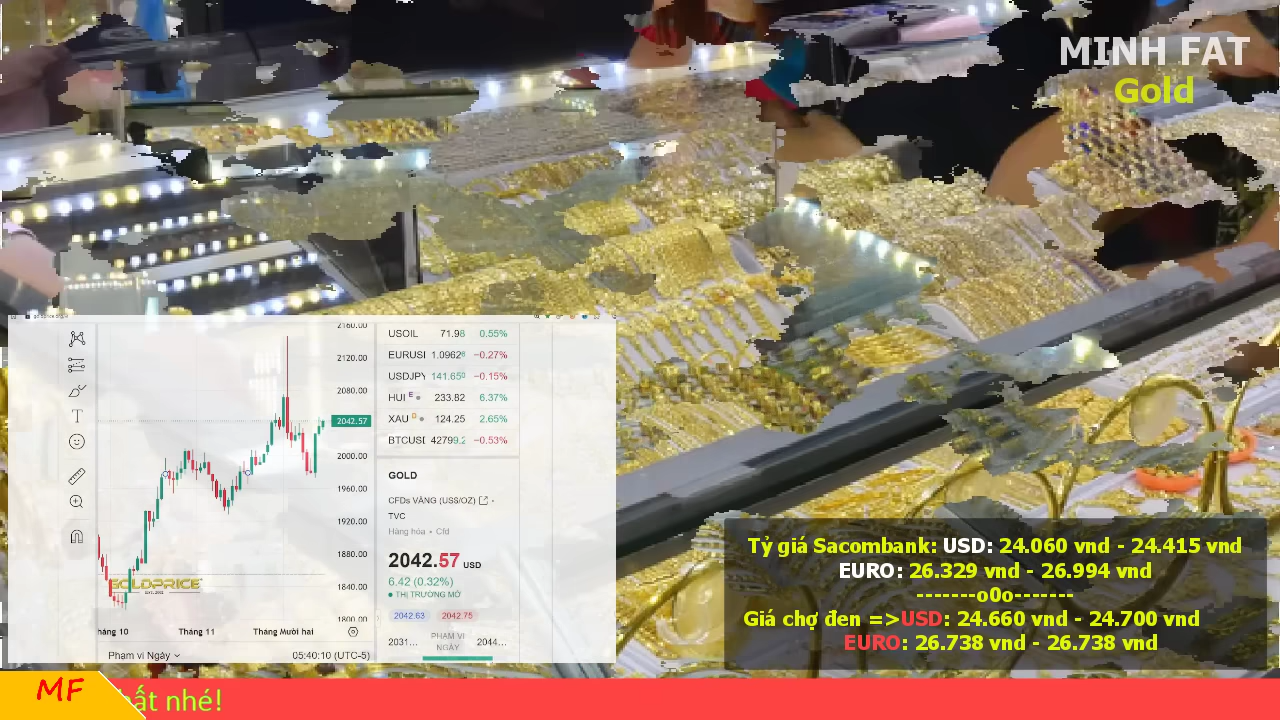 MINH FAT
Gold
2160.00
2120.00
2080.00
2042.57
2000.00
1960.00
1920.00
1880.00
1840.00
1800.00
GOLDPRICE
háng 10 Tháng 11 Tháng Mười hai
Phạm vi Ngày 05:40:10 (UTC-5)
USOIL 71.98 0.55%
EURUSI 1.0962⁶ −0.27%
USDJPY 141.65⁰ −0.15%
HUI E 233.82 6.37%
XAU D 124.25 2.65%
BTCUSI 42799.2 −0.53%
GOLD
CFDs VÀNG (US$/OZ) •
TVC
Hàng hóa • Cfd
2042.57 USD
6.42 (0.32%)
● THỊ TRƯỜNG MỞ
2042.63 2042.75
2031... PHẠM VI NGÀY 2044...
Tỷ giá Sacombank: USD: 24.060 vnd - 24.415 vnd
EURO: 26.329 vnd - 26.994 vnd
-------o0o-------
Giá chợ đen =>USD: 24.660 vnd - 24.700 vnd
EURO: 26.738 vnd - 26.738 vnd
MF
hất nhé!